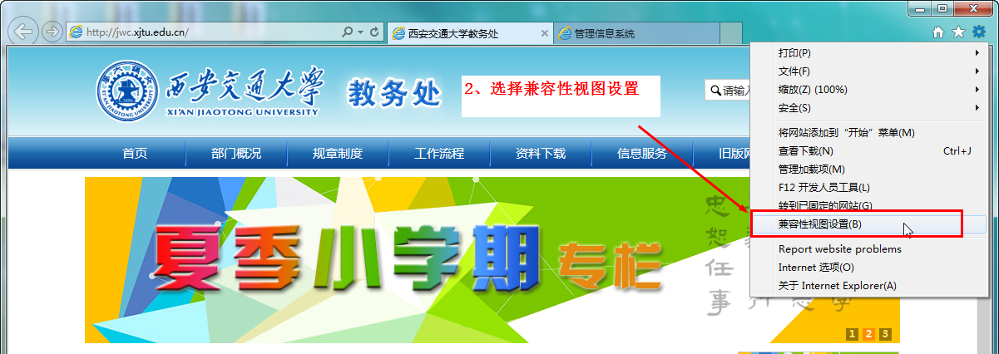 http://jwc.xjtu.edu.cn/
西安交通大学教务处
管理信息系统
西安交通大学
XI'AN JIAOTONG UNIVERSITY
教务处
2、选择兼容性视图设置
请输入
首页
部门概况
规章制度
工作流程
资料下载
信息服务
旧版网
夏季小学期专栏
忠
恕
任
事
1 2 3
打印(P)
文件(F)
缩放(Z) (100%)
安全(S)
将网站添加到“开始”菜单(M)
查看下载(N) Ctrl+J
管理加载项(M)
F12 开发人员工具(L)
转到已固定的网站(G)
兼容性视图设置(B)
Report website problems
Internet 选项(O)
关于 Internet Explorer(A)